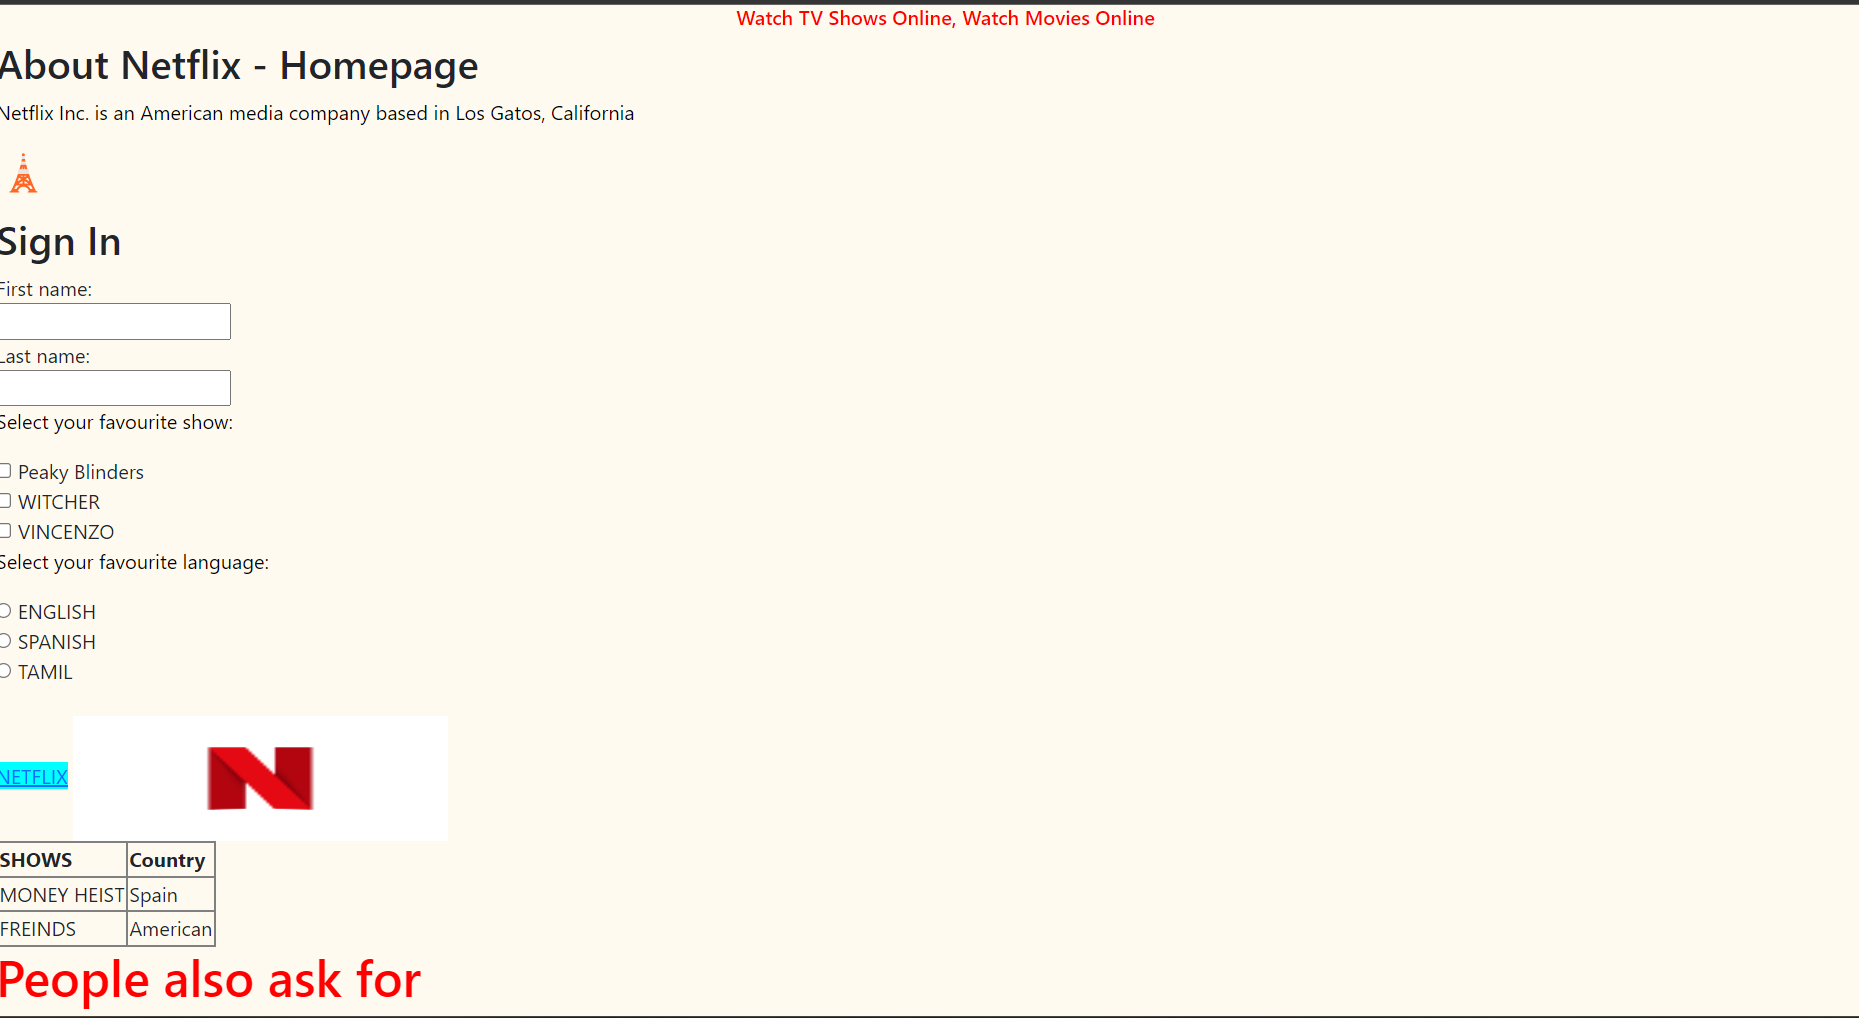 Watch TV Shows Online, Watch Movies Online
About Netflix - Homepage
Netflix Inc. is an American media company based in Los Gatos, California
Sign In
First name:
Last name:
Select your favourite show:
Peaky Blinders
WITCHER
VINCENZO
Select your favourite language:
ENGLISH
SPANISH
TAMIL
NETFLIX
N
SHOWS Country
MONEY HEIST Spain
FREINDS American
People also ask for